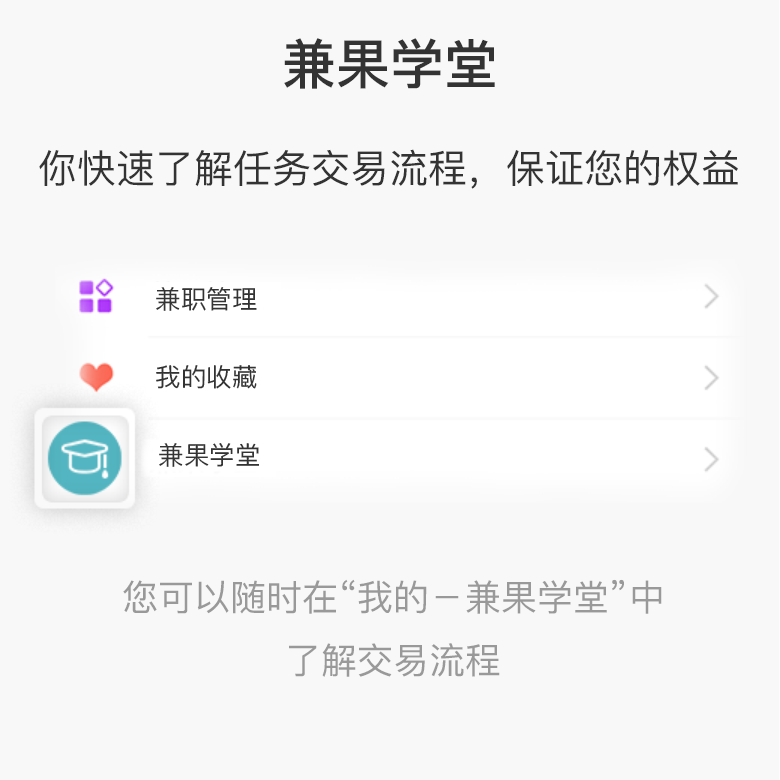 兼果学堂
你快速了解任务交易流程，保证您的权益
兼职管理
我的收藏
兼果学堂
您可以随时在“我的－兼果学堂”中
了解交易流程